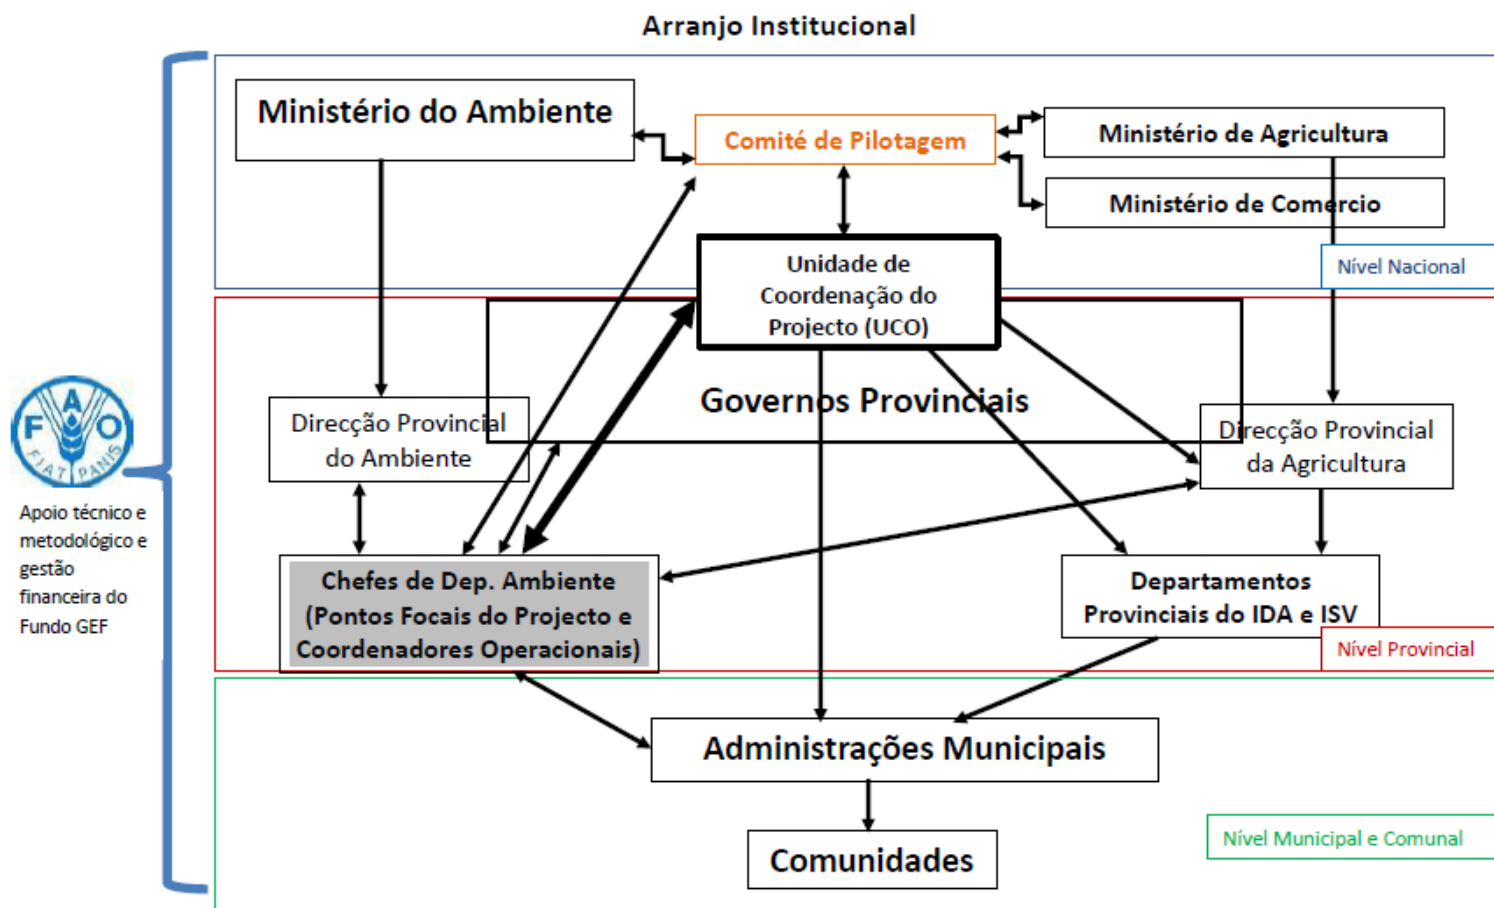 Arranjo Institucional
Ministério do Ambiente
Comité de Pilotagem
Ministério de Agricultura
Ministério de Comercio
Nível Nacional
Unidade de
Coordenação do
Projecto (UCO)
Governos Provinciais
Direcção Provincial
do Ambiente
Direcção Provincial
da Agricultura
F A O
FIAT PANIS
Apoio técnico e
metodológico e
gestão
financeira do
Fundo GEF
Chefes de Dep. Ambiente
(Pontos Focais do Projecto e
Coordenadores Operacionais)
Departamentos
Provinciais do IDA e ISV
Nível Provincial
Administrações Municipais
Nível Municipal e Comunal
Comunidades